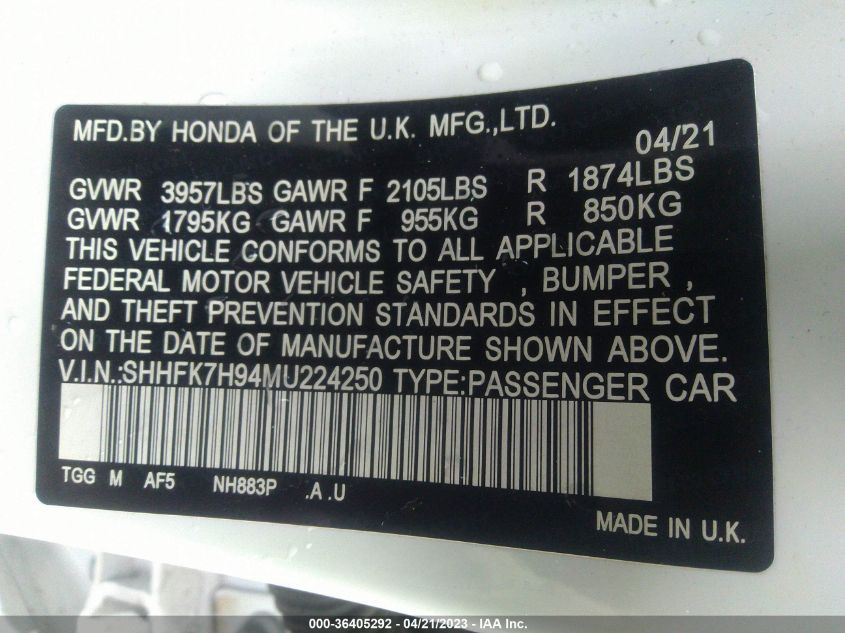 MFD.BY HONDA OF THE U.K. MFG.,LTD.
04/21
GVWR 3957LBS GAWR F 2105LBS R 1874LBS
GVWR 1795KG GAWR F 955KG R 850KG
THIS VEHICLE CONFORMS TO ALL APPLICABLE
FEDERAL MOTOR VEHICLE SAFETY , BUMPER ,
AND THEFT PREVENTION STANDARDS IN EFFECT
ON THE DATE OF MANUFACTURE SHOWN ABOVE.
V.I.N.:SHHFK7H94MU224250 TYPE:PASSENGER CAR
TGG M AF5 NH883P .A .U
MADE IN U.K.
000-36405292 - 04/21/2023 - IAA Inc.